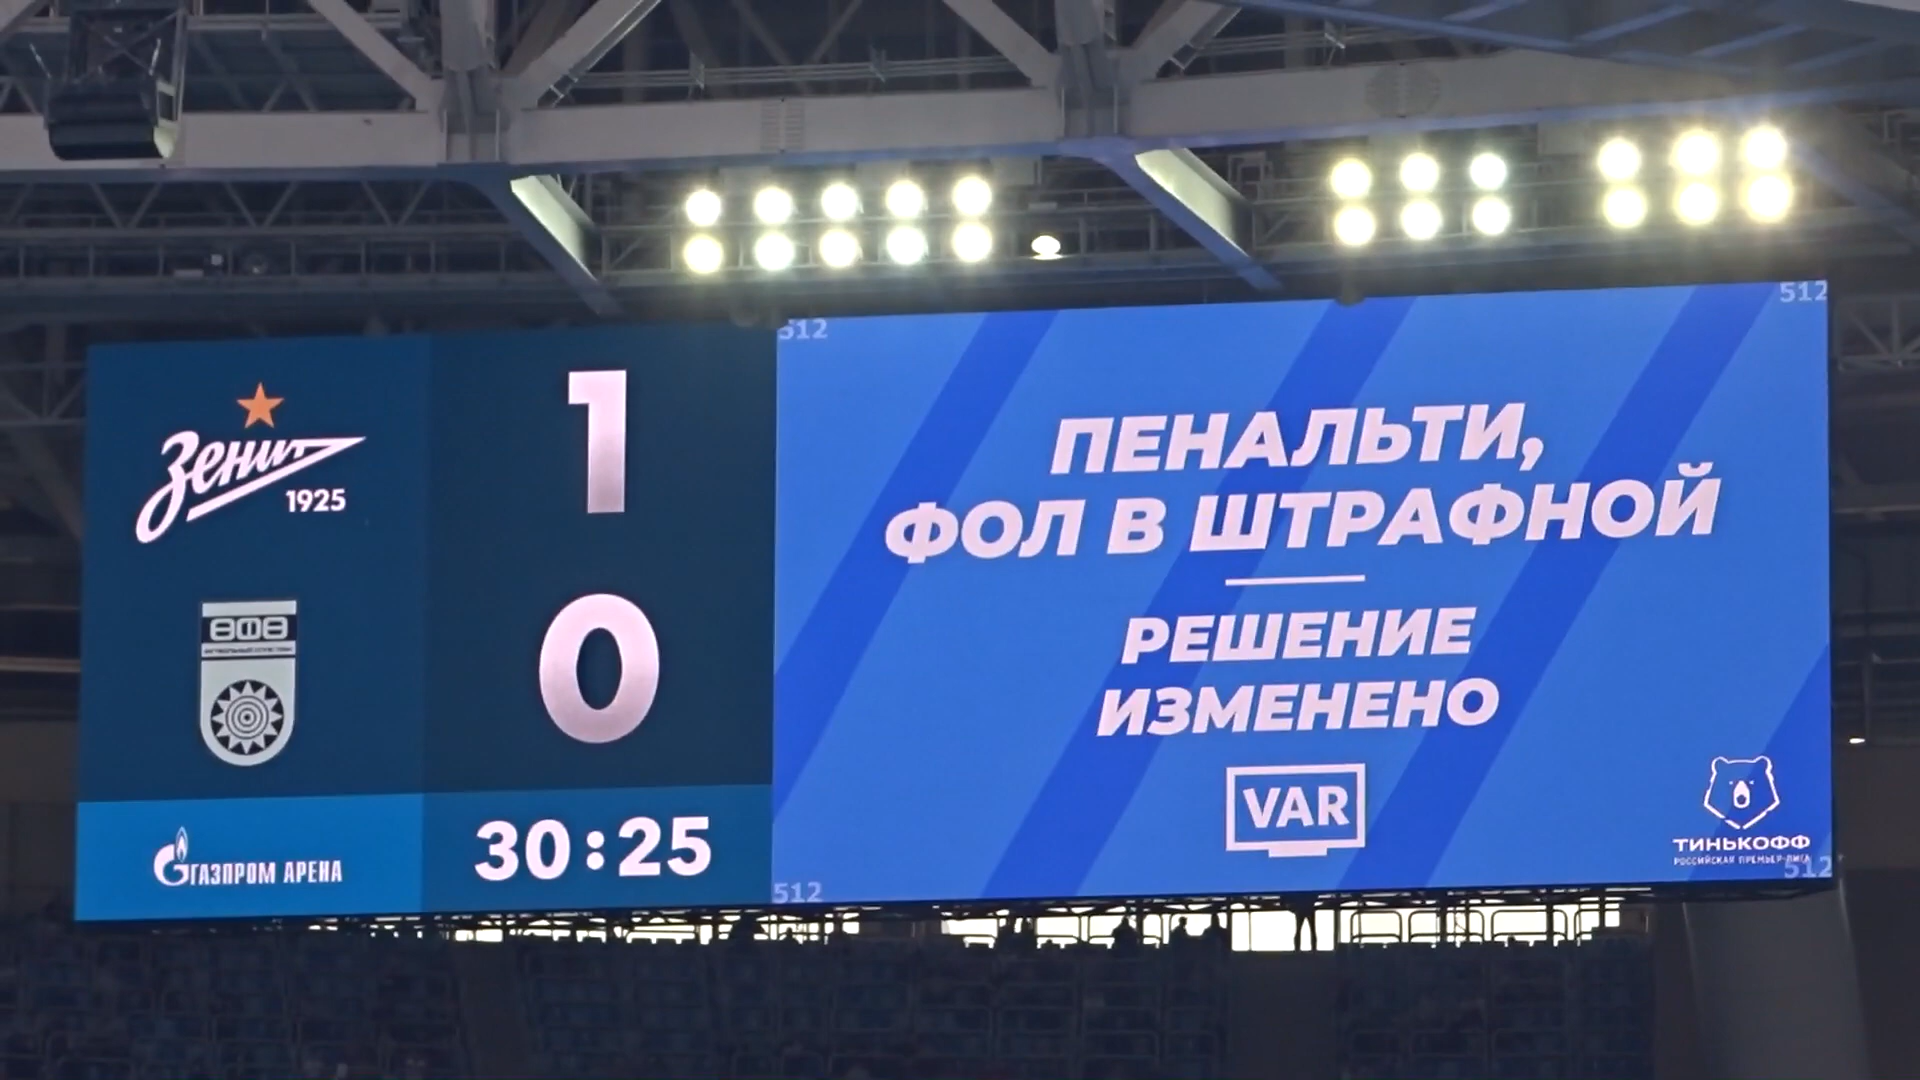 Зенит
1925
1
0
ГАЗПРОМ АРЕНА
30:25
512
512
ПЕНАЛЬТИ,
ФОЛ В ШТРАФНОЙ
РЕШЕНИЕ
ИЗМЕНЕНО
VAR
ТИНЬКОФФ
РОССИЙСКАЯ ПРЕМЬЕР-ЛИГА
512
512